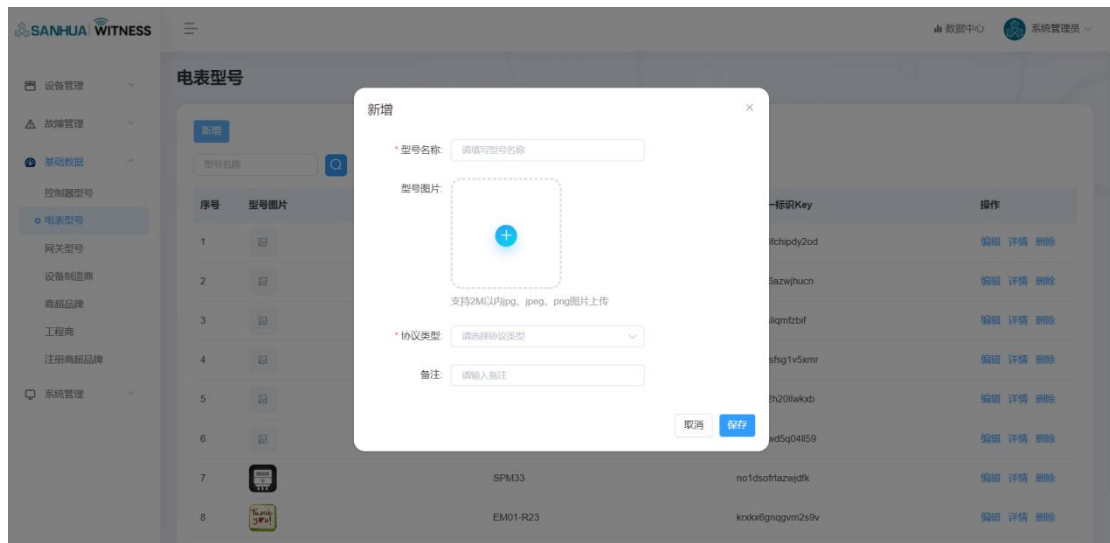 SANHUA WITNESS
数据中心
系统管理员
设备管理
故障管理
基础数据
控制器型号
电表型号
网关型号
设备制造商
商超品牌
工程商
注册商超品牌
系统管理
电表型号
新增
型号名称
序号 型号图片 一标识Key 操作
1 编辑 详情 删除
2 编辑 详情 删除
3 编辑 详情 删除
4 编辑 详情 删除
5 编辑 详情 删除
6 编辑 详情 删除
7 SPM33 编辑 详情 删除
8 EM01-R23 krxkx6gnqgvm2s9v 编辑 详情 删除
新增
* 型号名称: 请填写型号名称
型号图片:
支持2M以内jpg、jpeg、png图片上传
* 协议类型: 请选择协议类型
备注: 请输入备注
取消 保存